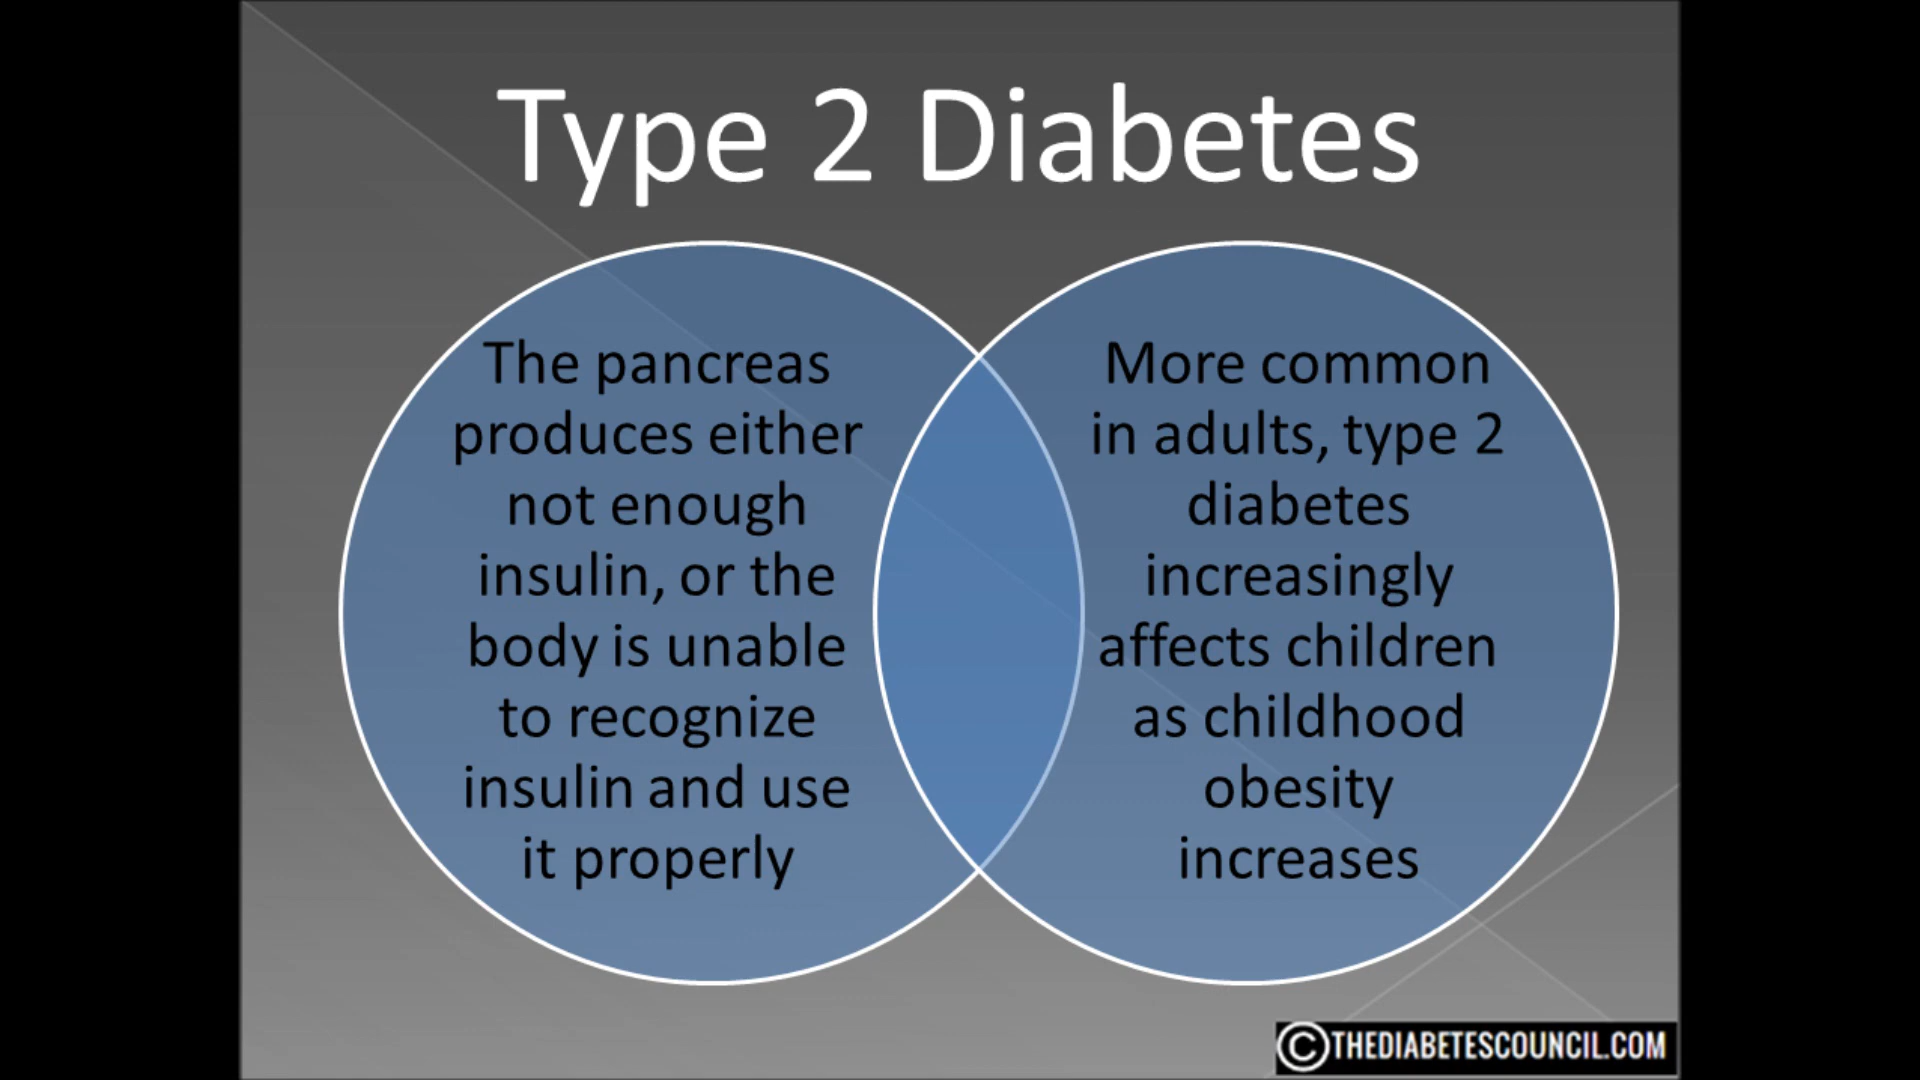 Type 2 Diabetes
The pancreas
produces either
not enough
insulin, or the
body is unable
to recognize
insulin and use
it properly
More common
in adults, type 2
diabetes
increasingly
affects children
as childhood
obesity
increases
©THEDIABETESCOUNCIL.COM